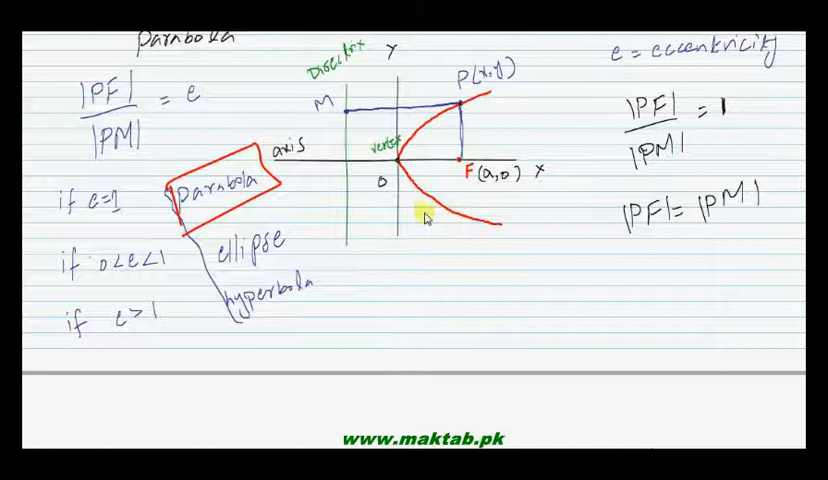 Parabola
e = eccentricity
|PF|
|PM|
= e
Directrix
Y
P(x,y)
M
|PF|
|PM|
= 1
axis
vertex
O
F(a,0)
X
if e=1
parabola
|PF| = |PM|
if 0<e<1
ellipse
if e>1
hyperbola
www.maktab.pk